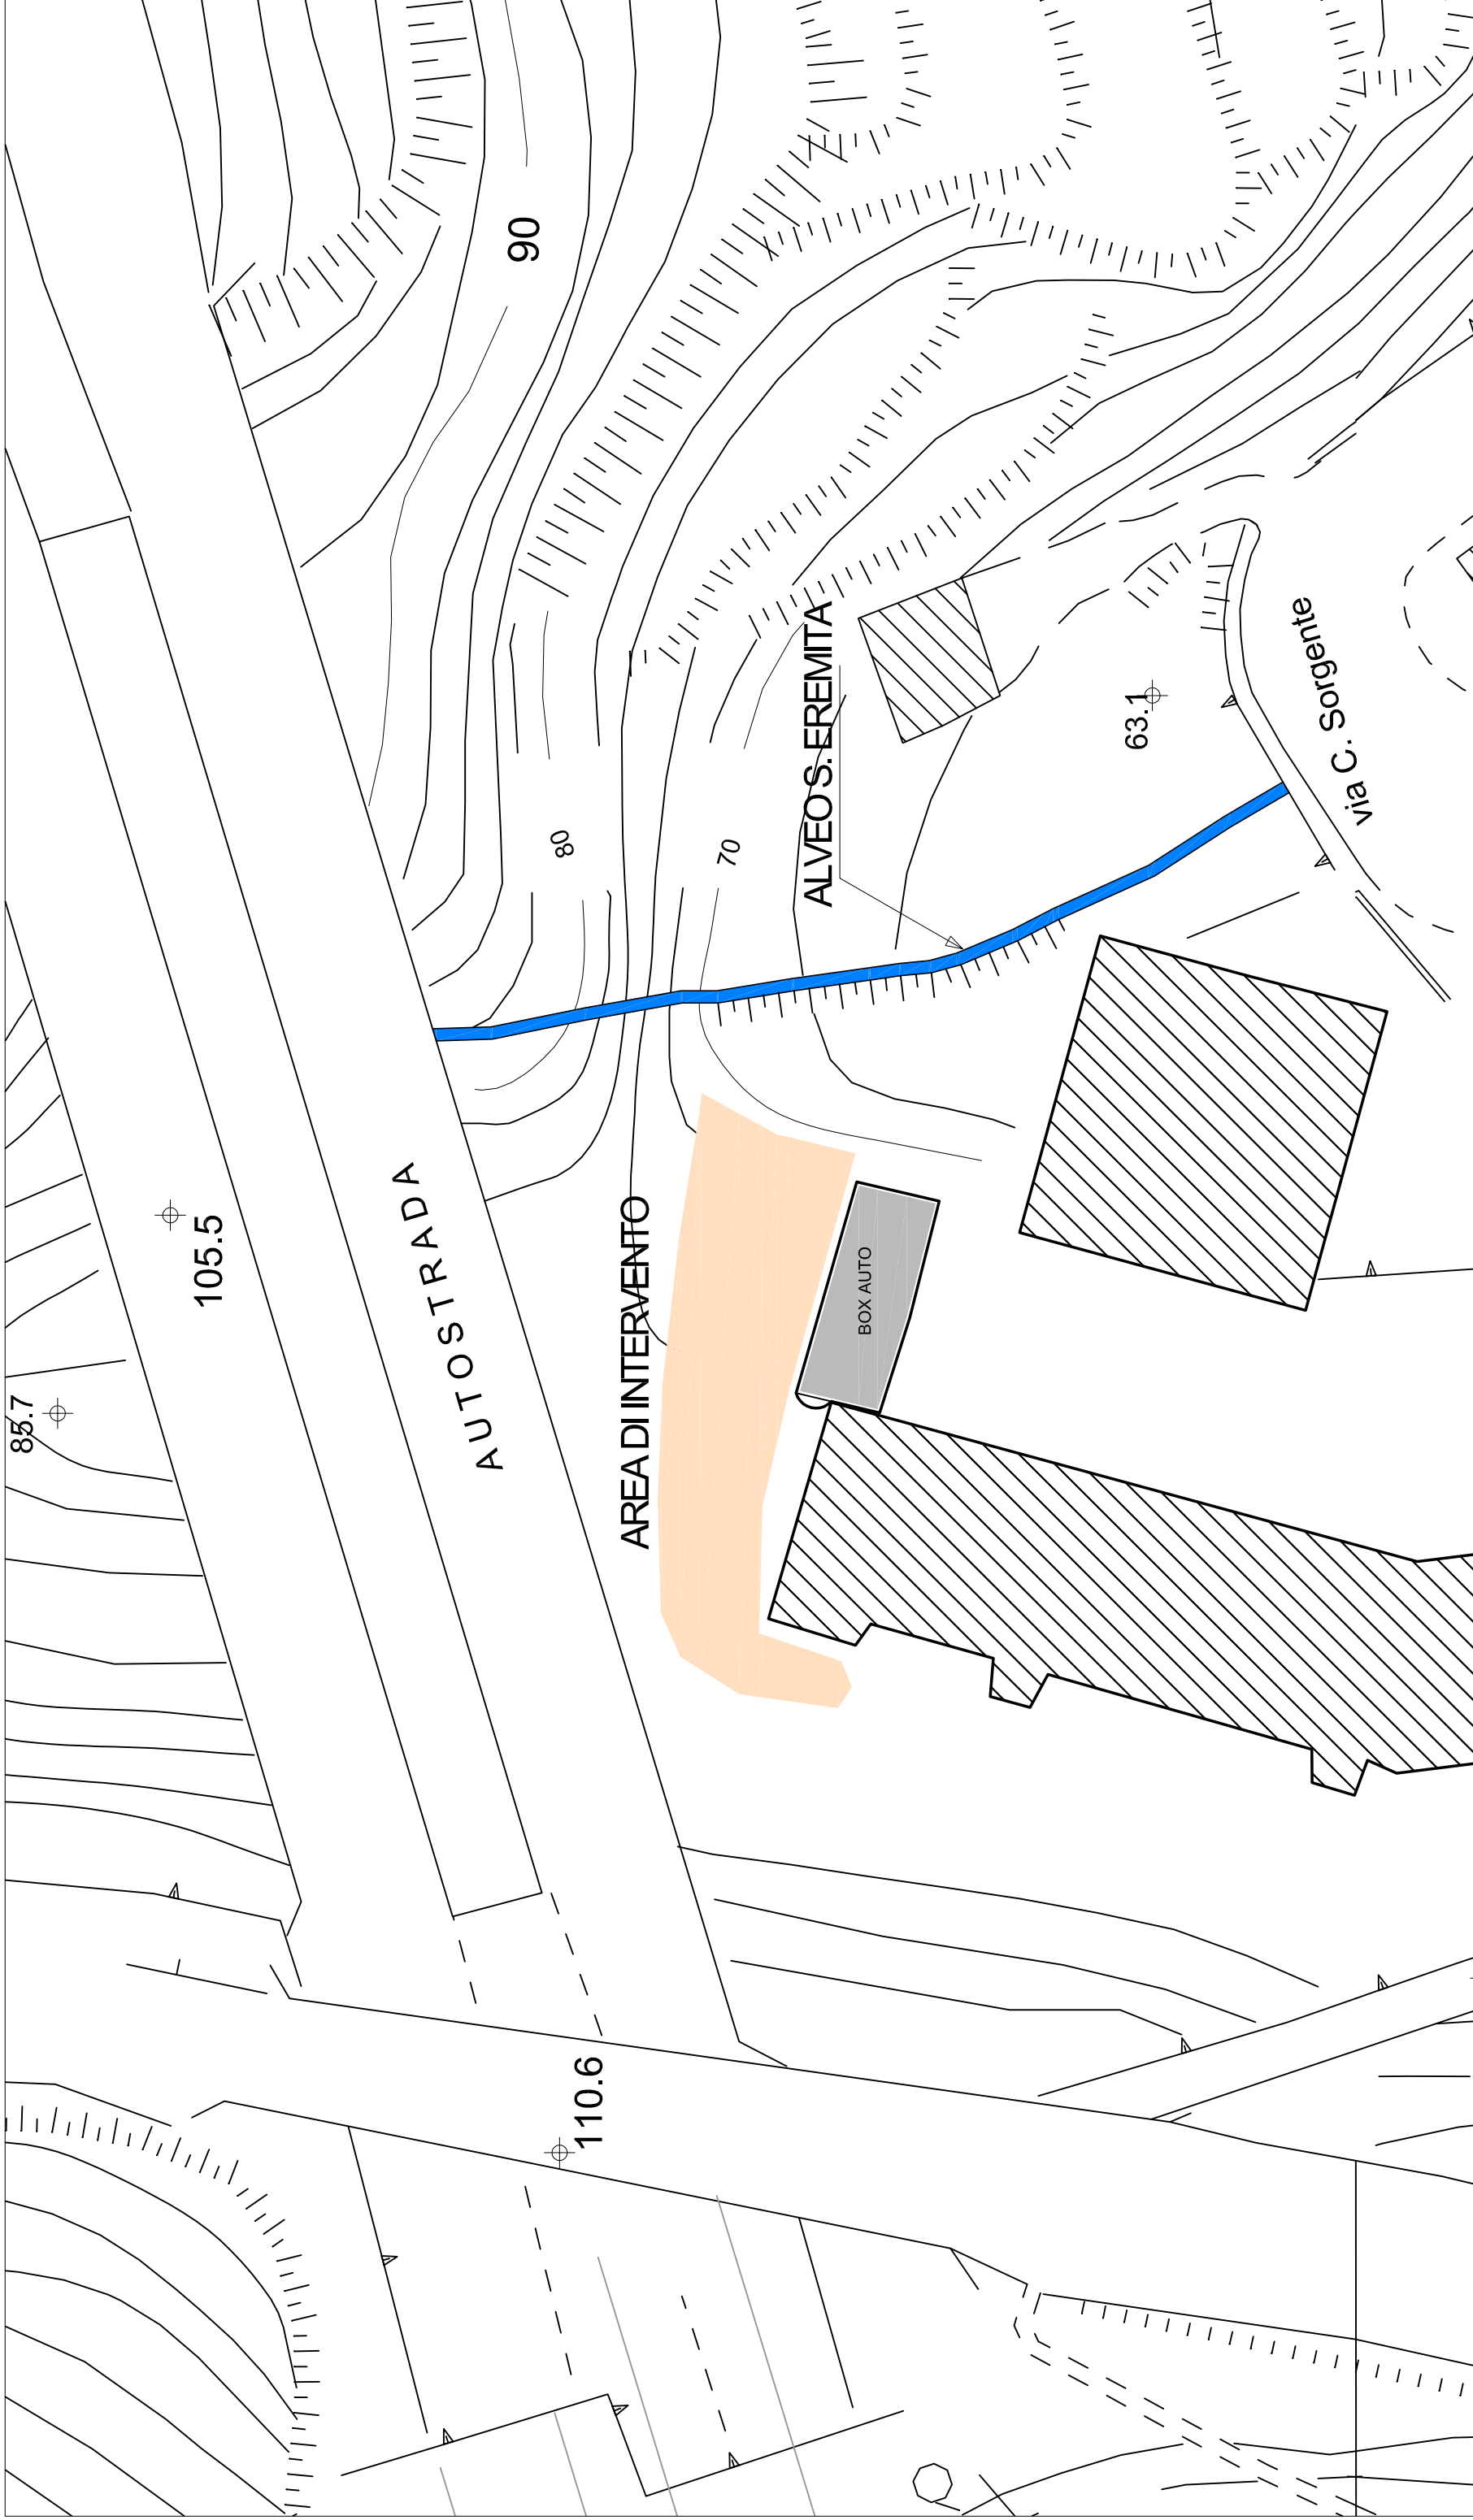 90
ALVEO S. EREMITA
63.1
via C. Sorgente
80
70
105.5
AUTOSTRADA
AREA DI INTERVENTO
BOX AUTO
85.7
110.6